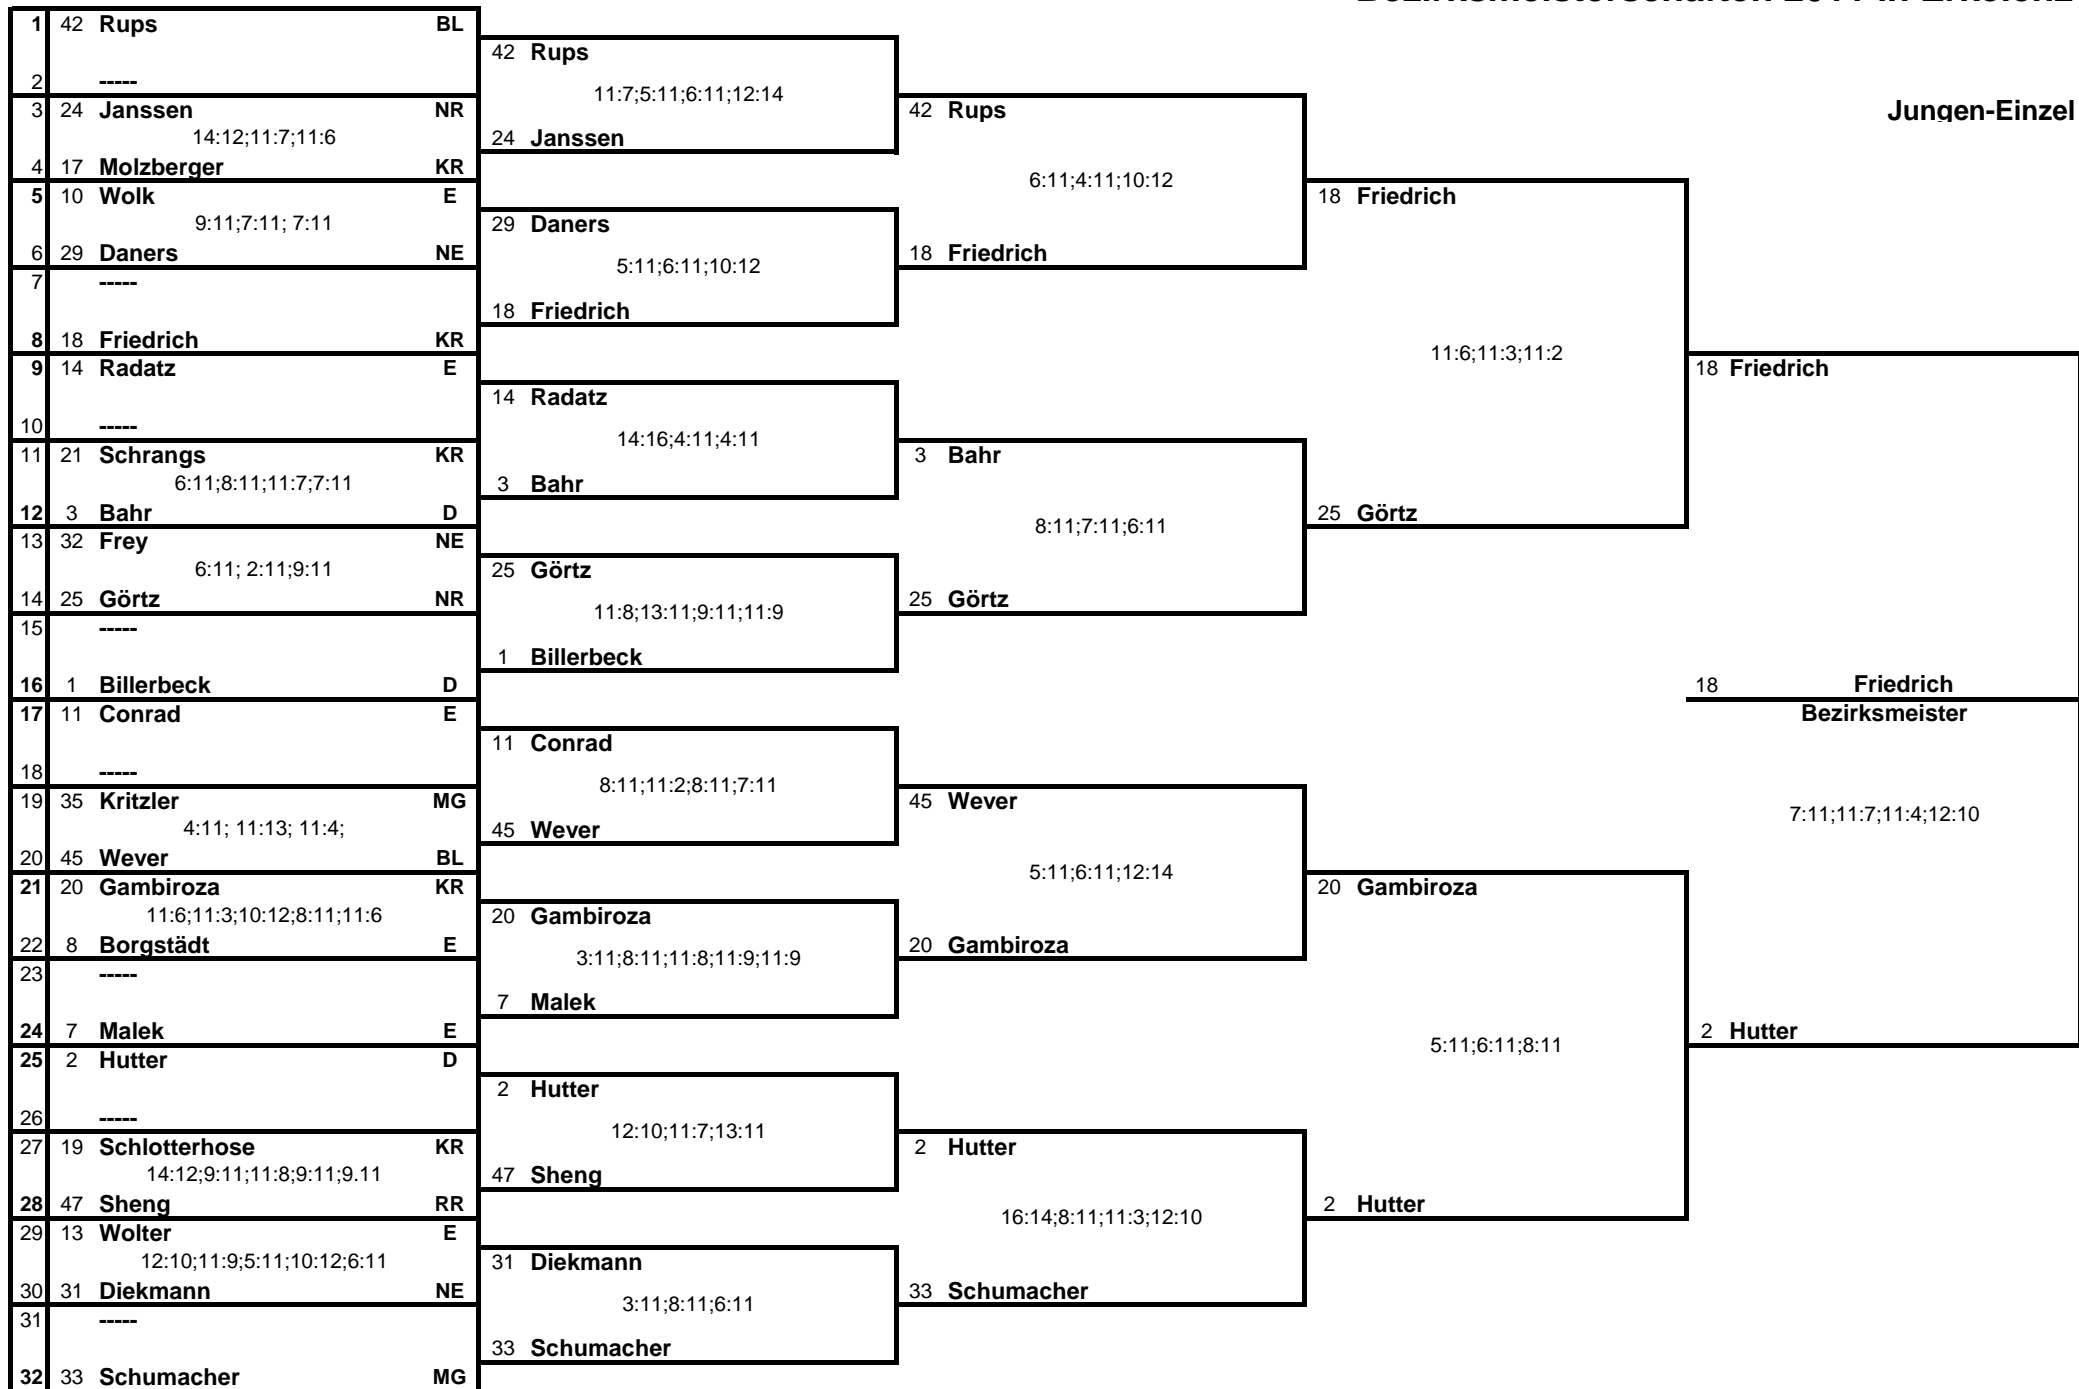 Jungen-Einzel
1 42 Rups BL
2 -----
3 24 Janssen NR
14:12;11:7;11:6
4 17 Molzberger KR
5 10 Wolk E
9:11;7:11; 7:11
6 29 Daners NE
7 -----
8 18 Friedrich KR
9 14 Radatz E
10 -----
11 21 Schrangs KR
6:11;8:11;11:7;7:11
12 3 Bahr D
13 32 Frey NE
6:11; 2:11;9:11
14 25 Görtz NR
15 -----
16 1 Billerbeck D
17 11 Conrad E
18 -----
19 35 Kritzler MG
4:11; 11:13; 11:4;
20 45 Wever BL
21 20 Gambiroza KR
11:6;11:3;10:12;8:11;11:6
22 8 Borgstädt E
23 -----
24 7 Malek E
25 2 Hutter D
26 -----
27 19 Schlotterhose KR
14:12;9:11;11:8;9:11;9.11
28 47 Sheng RR
29 13 Wolter E
12:10;11:9;5:11;10:12;6:11
30 31 Diekmann NE
31 -----
32 33 Schumacher MG
42 Rups
11:7;5:11;6:11;12:14
24 Janssen
29 Daners
5:11;6:11;10:12
18 Friedrich
14 Radatz
14:16;4:11;4:11
3 Bahr
25 Görtz
11:8;13:11;9:11;11:9
1 Billerbeck
11 Conrad
8:11;11:2;8:11;7:11
45 Wever
20 Gambiroza
3:11;8:11;11:8;11:9;11:9
7 Malek
2 Hutter
12:10;11:7;13:11
47 Sheng
31 Diekmann
3:11;8:11;6:11
33 Schumacher
42 Rups
6:11;4:11;10:12
18 Friedrich
3 Bahr
8:11;7:11;6:11
25 Görtz
45 Wever
5:11;6:11;12:14
20 Gambiroza
2 Hutter
16:14;8:11;11:3;12:10
33 Schumacher
18 Friedrich
11:6;11:3;11:2
25 Görtz
20 Gambiroza
5:11;6:11;8:11
2 Hutter
18 Friedrich
18 Friedrich
Bezirksmeister
7:11;11:7;11:4;12:10
2 Hutter